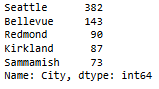 Seattle 382
Bellevue 143
Redmond 90
Kirkland 87
Sammamish 73
Name: City, dtype: int64